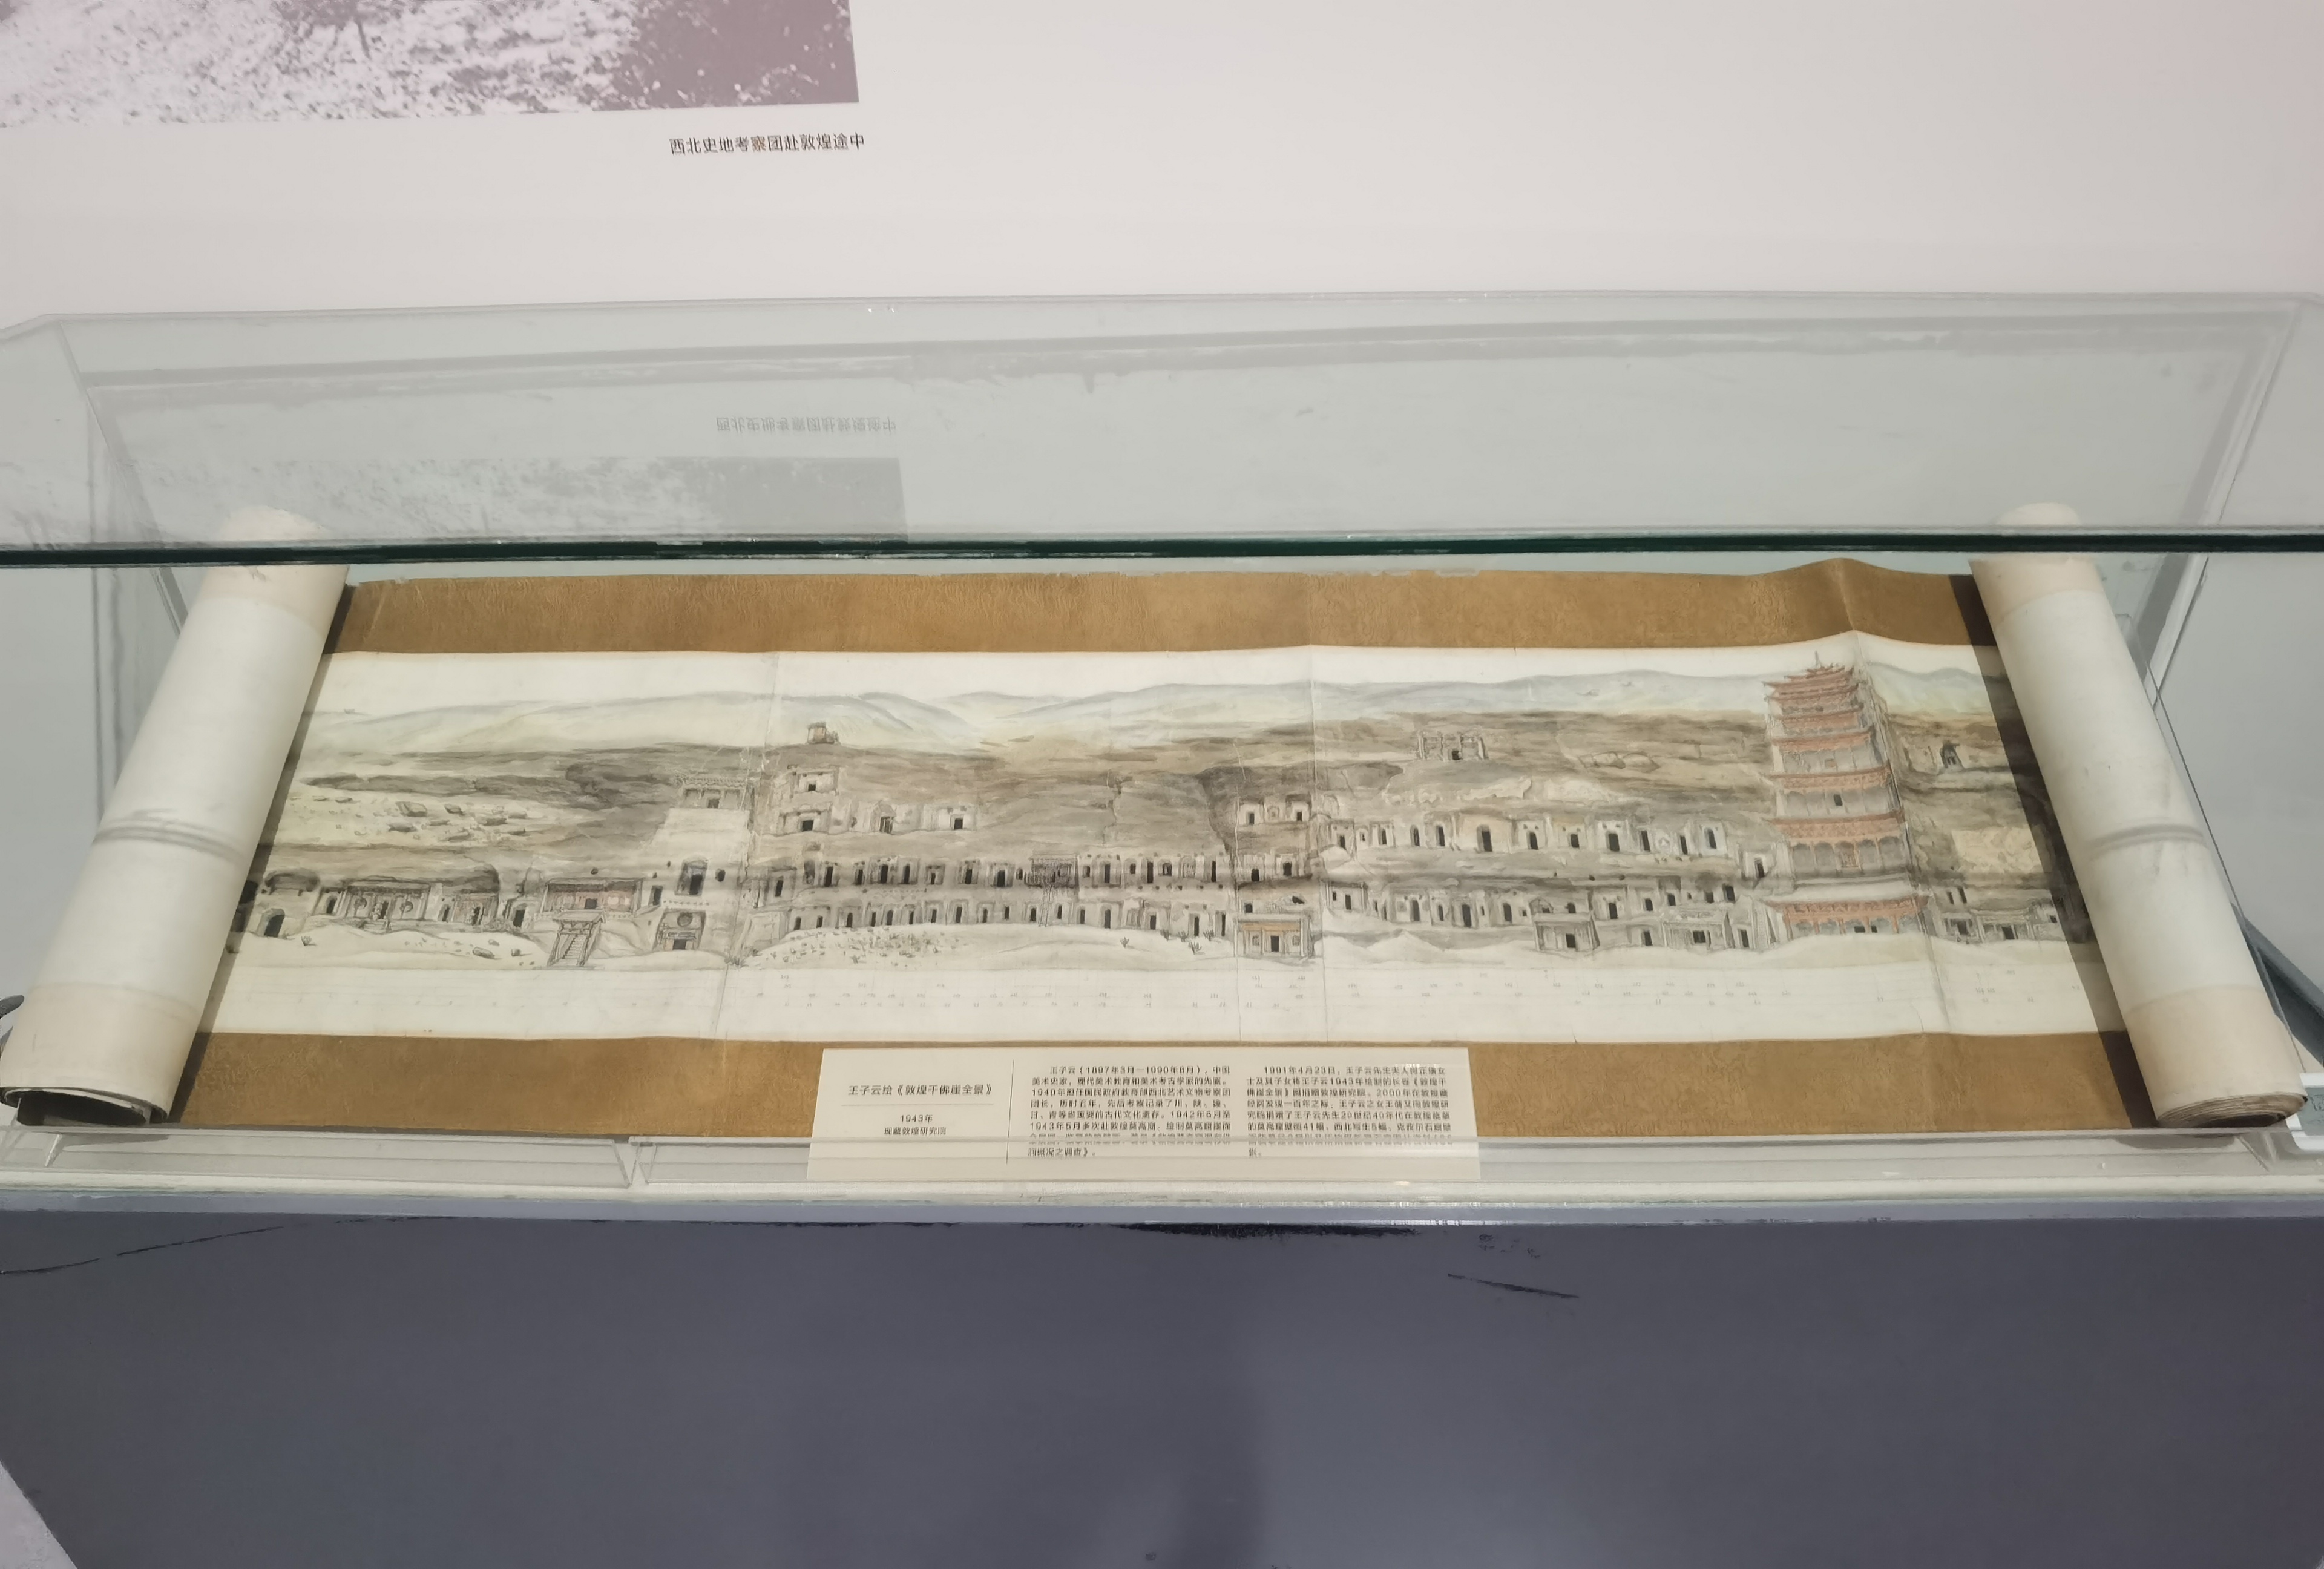 西北史地考察团赴敦煌途中
王子云绘《敦煌千佛崖全景》
1943年
现藏敦煌研究院
王子云（1897年3月—1990年8月），中国
美术史家，现代美术教育和美术考古学派的先驱。
1940年担任国民政府教育部西北艺术文物考察团
团长，历时五年，先后考察记录了川、陕、豫、
甘、青等省重要的古代文化遗存。1942年6月至
1943年5月多次赴敦煌莫高窟，绘制莫高窟崖面
洞概况之调查》。
1991年4月23日，王子云先生夫人何正璜女
士及其子女将王子云1943年绘制的长卷《敦煌千
佛崖全景》图捐赠敦煌研究院。2000年在敦煌藏
经洞发现一百年之际，王子云之女王倩又向敦煌研
究院捐赠了王子云先生20世纪40年代在敦煌临摹
的莫高窟壁画41幅、西北写生5幅、克孜尔石窟壁
张。